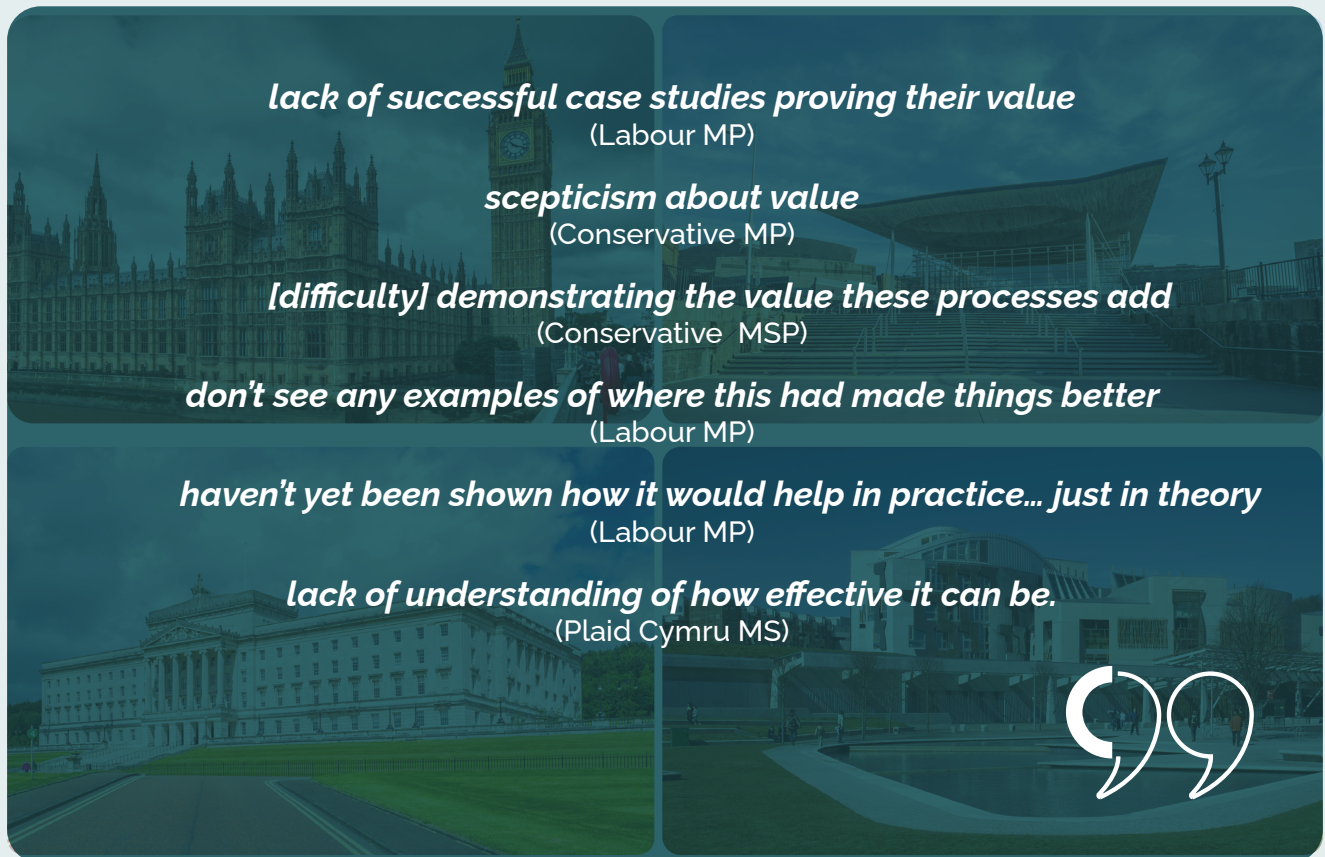 lack of successful case studies proving their value
(Labour MP)
scepticism about value
(Conservative MP)
[difficulty] demonstrating the value these processes add
(Conservative  MSP)
don’t see any examples of where this had made things better
(Labour MP)
haven’t yet been shown how it would help in practice… just in theory
(Labour MP)
lack of understanding of how effective it can be.
(Plaid Cymru MS)